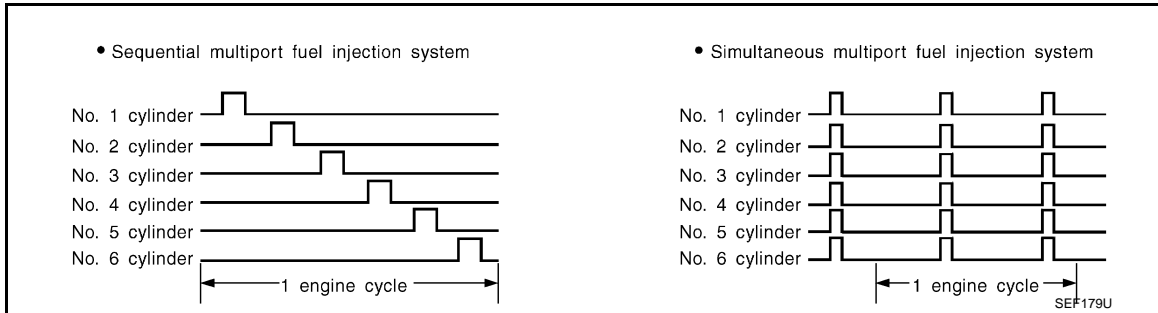 • Sequential multiport fuel injection system
No. 1 cylinder
No. 2 cylinder
No. 3 cylinder
No. 4 cylinder
No. 5 cylinder
No. 6 cylinder
1 engine cycle
• Simultaneous multiport fuel injection system
No. 1 cylinder
No. 2 cylinder
No. 3 cylinder
No. 4 cylinder
No. 5 cylinder
No. 6 cylinder
1 engine cycle
SEF179U